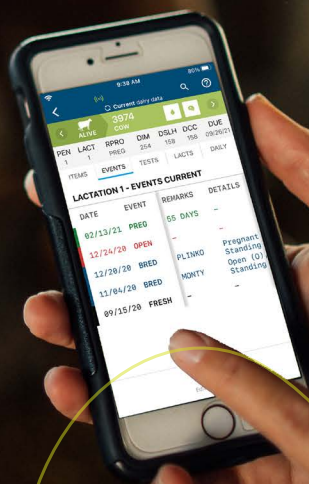 9:38 AM
86%
Current dairy data
ALIVE
3974
COW
PEN LACT RPRO DIM DSLH DCC DUE
1 1 PREG 254 158 158 09/26/21
ITEMS EVENTS TESTS LACTS DAILY
LACTATION 1 - EVENTS CURRENT
DATE EVENT REMARKS DETAILS
02/13/21 PREG 55 DAYS -
12/24/20 OPEN - -
12/20/20 BRED PLINKO Pregnant
Standing
11/04/20 BRED MONTY Open (O)
Standing
09/15/20 FRESH - -